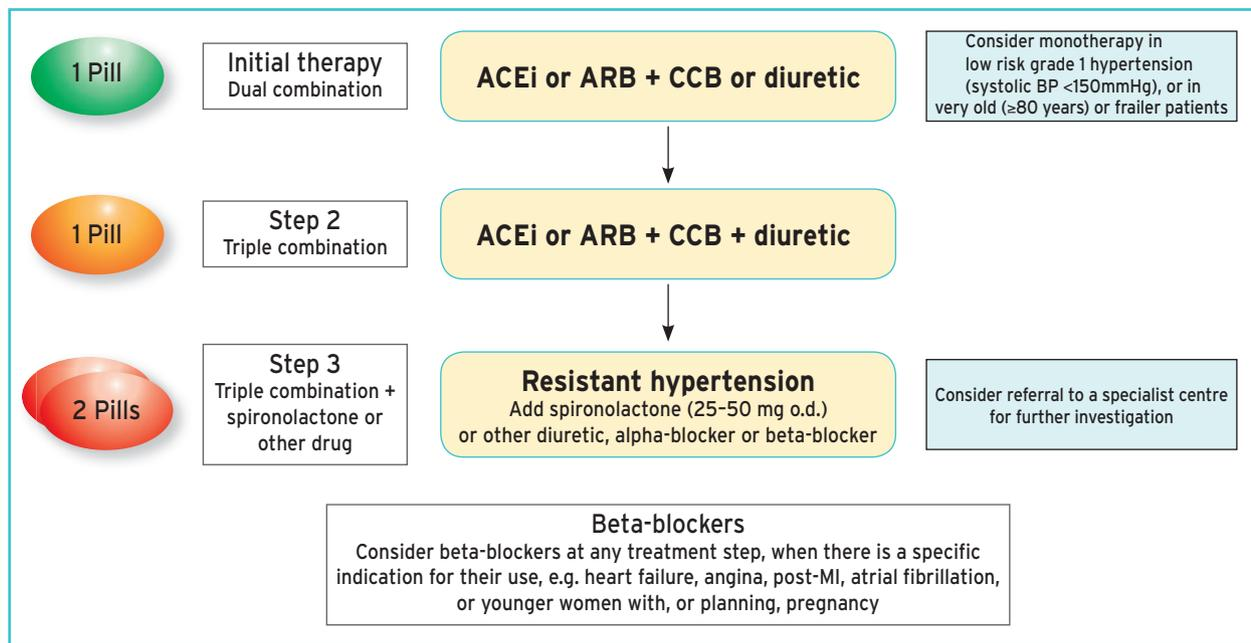 1 Pill
Initial therapy
Dual combination
ACEi or ARB + CCB or diuretic
Consider monotherapy in
low risk grade 1 hypertension
(systolic BP <150mmHg), or in
very old (≥80 years) or frailer patients
1 Pill
Step 2
Triple combination
ACEi or ARB + CCB + diuretic
2 Pills
Step 3
Triple combination +
spironolactone or
other drug
Resistant hypertension
Add spironolactone (25–50 mg o.d.)
or other diuretic, alpha-blocker or beta-blocker
Consider referral to a specialist centre
for further investigation
Beta-blockers
Consider beta-blockers at any treatment step, when there is a specific
indication for their use, e.g. heart failure, angina, post-MI, atrial fibrillation,
or younger women with, or planning, pregnancy